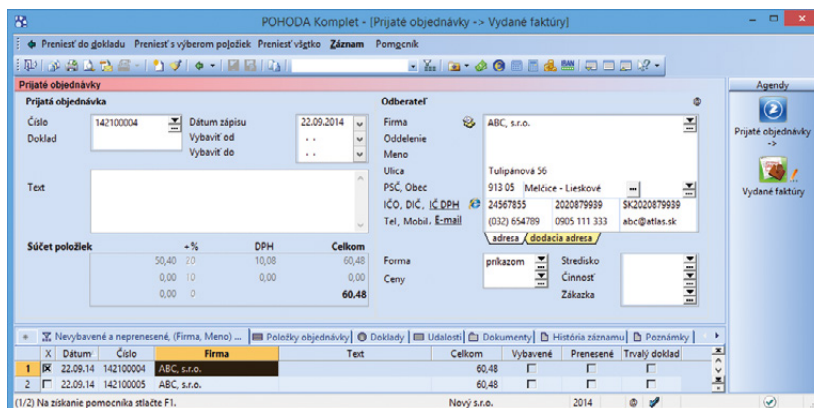 POHODA Komplet - [Prijaté objednávky -> Vydané faktúry]
Preniesť do dokladu Preniesť s výberom položiek Preniesť všetko Záznam Pomocník
Prijaté objednávky
Agendy
Prijatá objednávka Odberateľ
Číslo 142100004 Dátum zápisu 22.09.2014 Firma ABC, s.r.o.
Doklad Vybaviť od . . Oddelenie
Vybaviť do . . Meno
Prijaté objednávky
->
Ulica Tulipánová 56
Text PSČ, Obec 913 05 Melčice - Lieskové
Vydané faktúry
IČO, DIČ, IČ DPH 24567855 2020879939 SK2020879939
Tel, Mobil, E-mail (032) 654789 0905 111 333 abc@atlas.sk
adresa dodacia adresa
Súčet položiek +% DPH Celkom
50,40 20 10,08 60,48 Forma príkazom Stredisko
0,00 10 0,00 0,00 Ceny Činnosť
0,00 0 60,48 Zákazka
Nevybavené a neprenesené, (Firma, Meno) ... Položky objednávky Doklady Udalosti Dokumenty História záznamu Poznámky
X Dátum Číslo Firma Text Celkom Vybavené Prenesené Trvalý doklad
1 22.09.14 142100004 ABC, s.r.o. 60,48
2 22.09.14 142100005 ABC, s.r.o. 60,48
(1/2) Na získanie pomocníka stlačte F1. Nový s.r.o. 2014 @